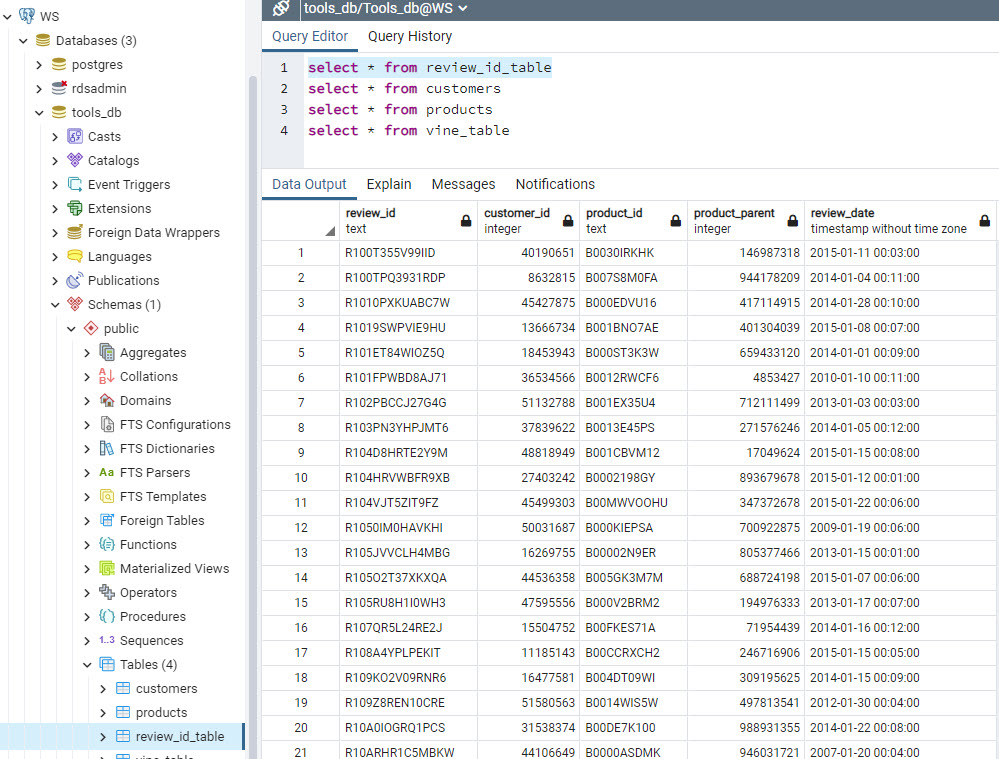 WS
Databases (3)
postgres
rdsadmin
tools_db
Casts
Catalogs
Event Triggers
Extensions
Foreign Data Wrappers
Languages
Publications
Schemas (1)
public
Aggregates
Collations
Domains
FTS Configurations
FTS Dictionaries
Aa FTS Parsers
FTS Templates
Foreign Tables
Functions
Materialized Views
Operators
Procedures
1..3 Sequences
Tables (4)
customers
products
review_id_table
vine_table
tools_db/Tools_db@WS
Query Editor Query History
1 select * from review_id_table
2 select * from customers
3 select * from products
4 select * from vine_table
Data Output Explain Messages Notifications
review_id customer_id product_id product_parent review_date
text integer text integer timestamp without time zone
1 R100T355V99IID 40190651 B0030IRKHK 146987318 2015-01-11 00:03:00
2 R100TPQ3931RDP 8632815 B007S8M0FA 944178209 2014-01-04 00:11:00
3 R1010PXKUABC7W 45427875 B000EDVU16 417114915 2014-01-28 00:10:00
4 R1019SWPVIE9HU 13666734 B001BNO7AE 401304039 2015-01-08 00:07:00
5 R101ET84WIOZ5Q 18453943 B000ST3K3W 659433120 2014-01-01 00:09:00
6 R101FPWBD8AJ71 36534566 B0012RWCF6 4853427 2010-01-10 00:11:00
7 R102PBCCJ27G4G 51132788 B001EX35U4 712111499 2013-01-03 00:03:00
8 R103PN3YHPJMT6 37839622 B0013E45PS 271576246 2014-01-05 00:12:00
9 R104D8HRTE2Y9M 48818949 B001CBVM12 17049624 2015-01-15 00:08:00
10 R104HRVWBFR9XB 27403242 B0002198GY 893679678 2015-01-12 00:01:00
11 R104VJT5ZIT9FZ 45499303 B00MWVOOHU 347372678 2015-01-22 00:06:00
12 R1050IM0HAVKHI 50031687 B000KIEPSA 700922875 2009-01-19 00:06:00
13 R105JVVCLH4MBG 16269755 B00002N9ER 805377466 2013-01-15 00:01:00
14 R105O2T37XKXQA 44536358 B005GK3M7M 688724198 2015-01-07 00:06:00
15 R105RU8H1I0WH3 47595556 B000V2BRM2 194976333 2013-01-17 00:07:00
16 R107QR5L24RE2J 15504752 B00FKES71A 71954439 2014-01-16 00:12:00
17 R108A4YPLPEKIT 11185143 B00CCRXCH2 246716906 2015-01-15 00:05:00
18 R109KO2V09RNR6 16477581 B004DT09WI 309195625 2014-01-15 00:09:00
19 R109Z8REN10CRE 51580563 B0014WIS5W 497813541 2012-01-30 00:04:00
20 R10A0IOGRQ1PCS 31538374 B00DE7K100 988931355 2014-01-22 00:08:00
21 R10ARHR1C5MBKW 44106649 B0000ASDMK 946031721 2007-01-20 00:04:00